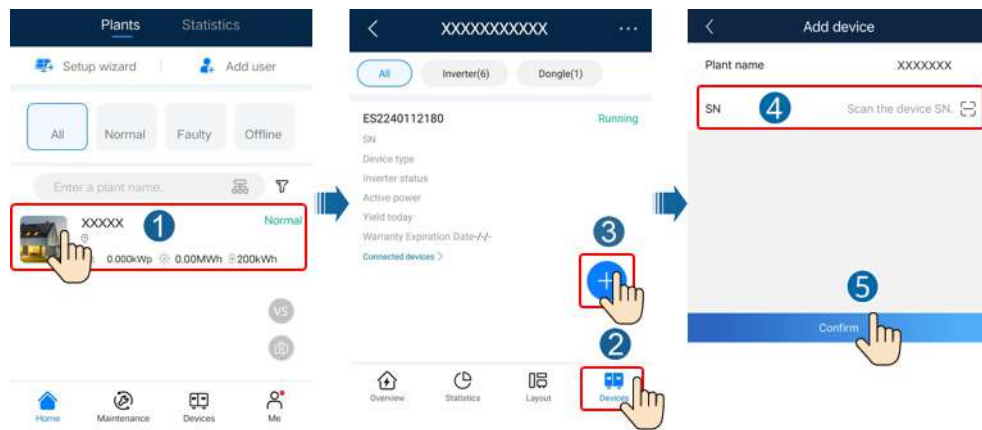 Plants Statistics
Setup wizard Add user
All Normal Faulty Offline
Enter a plant name.
XXXXX 1 Normal
0.000kWp 0.00MWh 200kWh
VS
Home Maintenance Devices Me
XXXXXXXXXXX ...
All Inverter(6) Dongle(1)
ES2240112180 Running
SN
Device type
Inverter status
Active power
Yield today
Warranty Expiration Date-/-/-
Connected devices >
3
+
2
Overview Statistics Layout Devices
Add device
Plant name XXXXXXX
SN 4 Scan the device SN.
5
Confirm